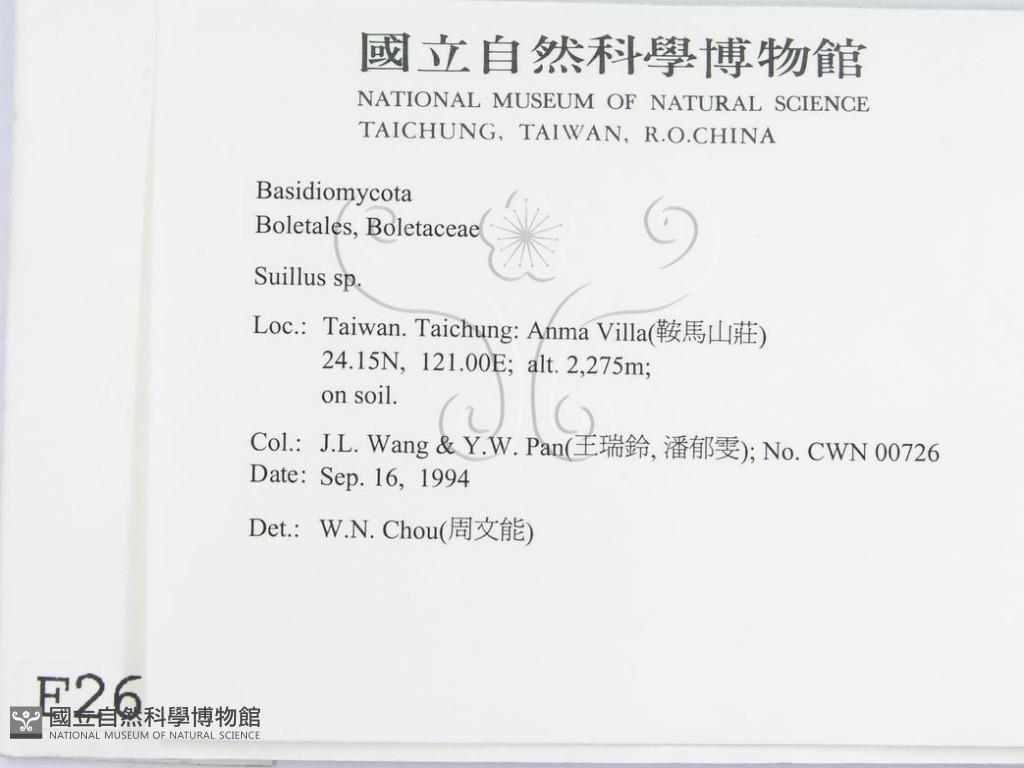 國立自然科學博物館
NATIONAL MUSEUM OF NATURAL SCIENCE
TAICHUNG, TAIWAN, R.O.CHINA
Basidiomycota
Boletales, Boletaceae
Suillus sp.
Loc.: Taiwan. Taichung: Anma Villa(鞍馬山莊)
24.15N, 121.00E; alt. 2,275m;
on soil.
Col.: J.L. Wang & Y.W. Pan(王瑞鈴, 潘郁雯); No. CWN 00726
Date: Sep. 16, 1994
Det.: W.N. Chou(周文能)
F26
國立自然科學博物館
NATIONAL MUSEUM OF NATURAL SCIENCE